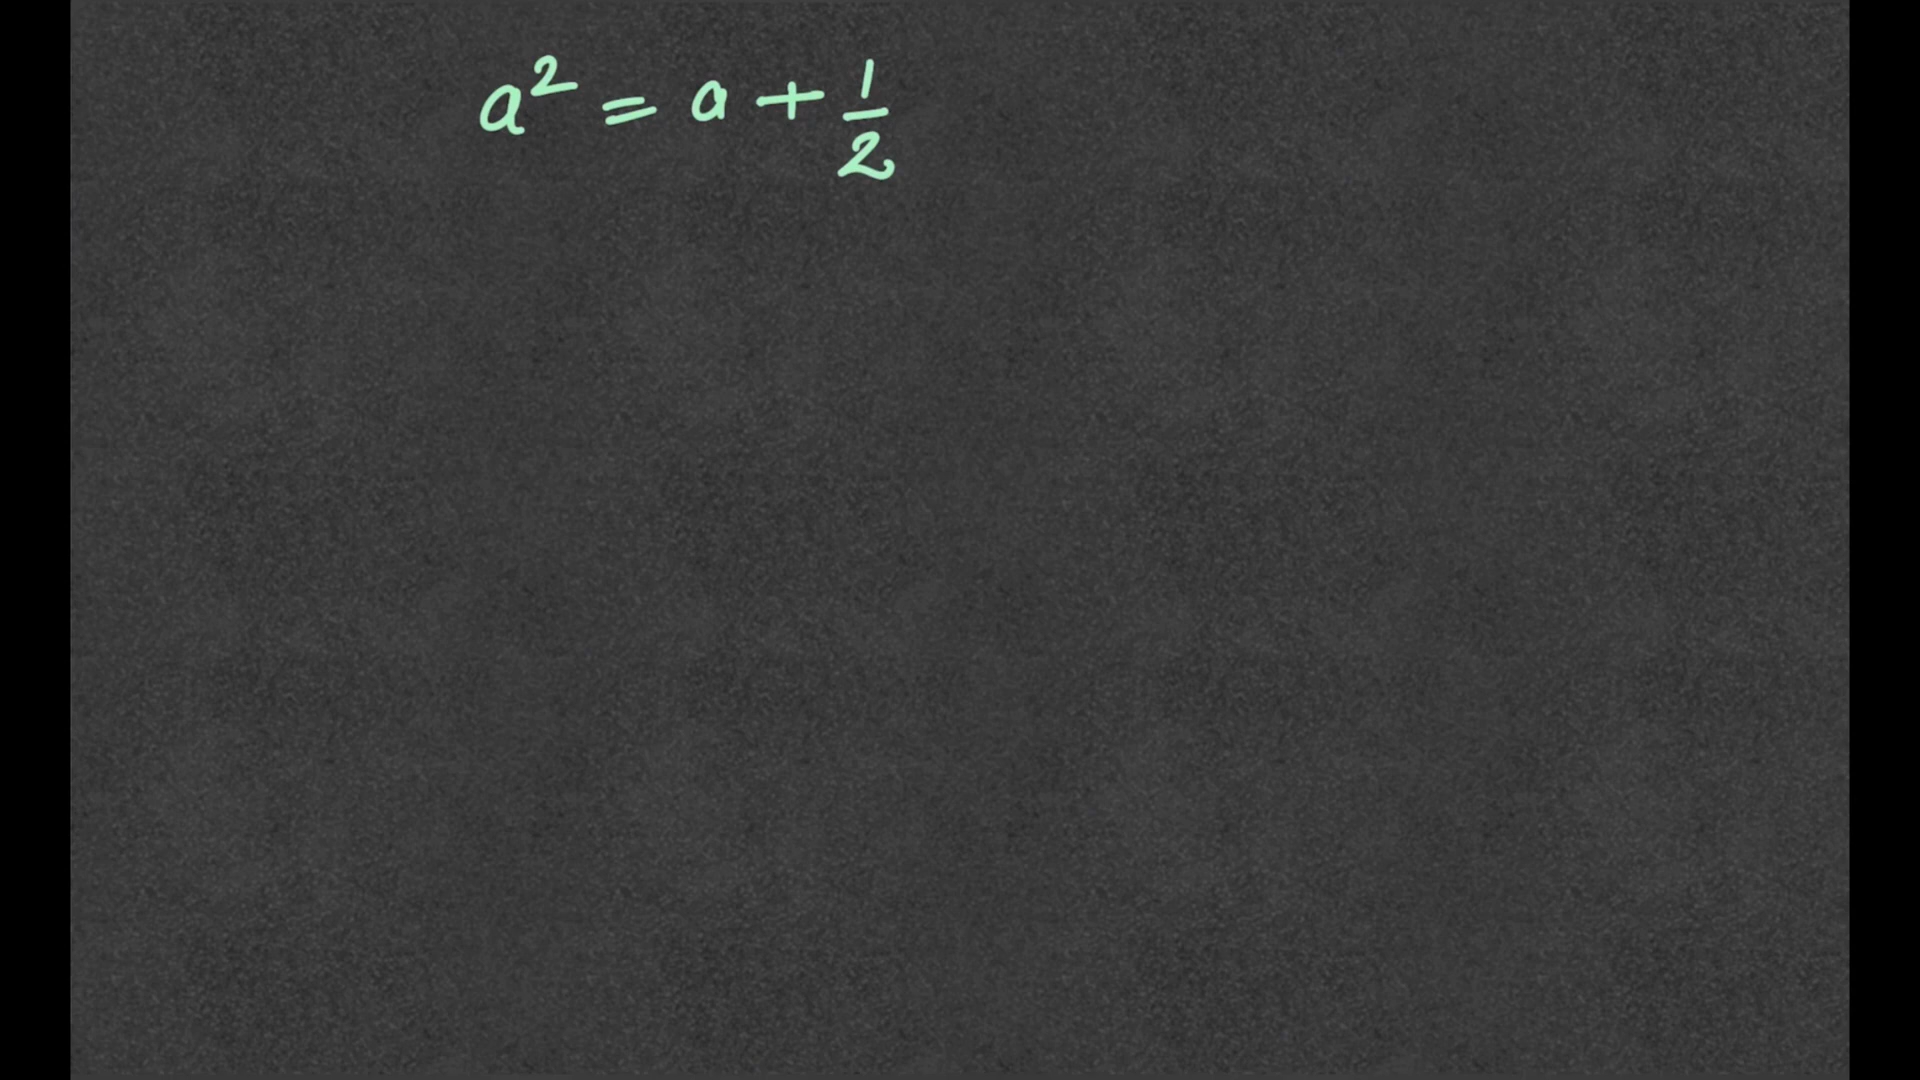 a² = a + 1/2